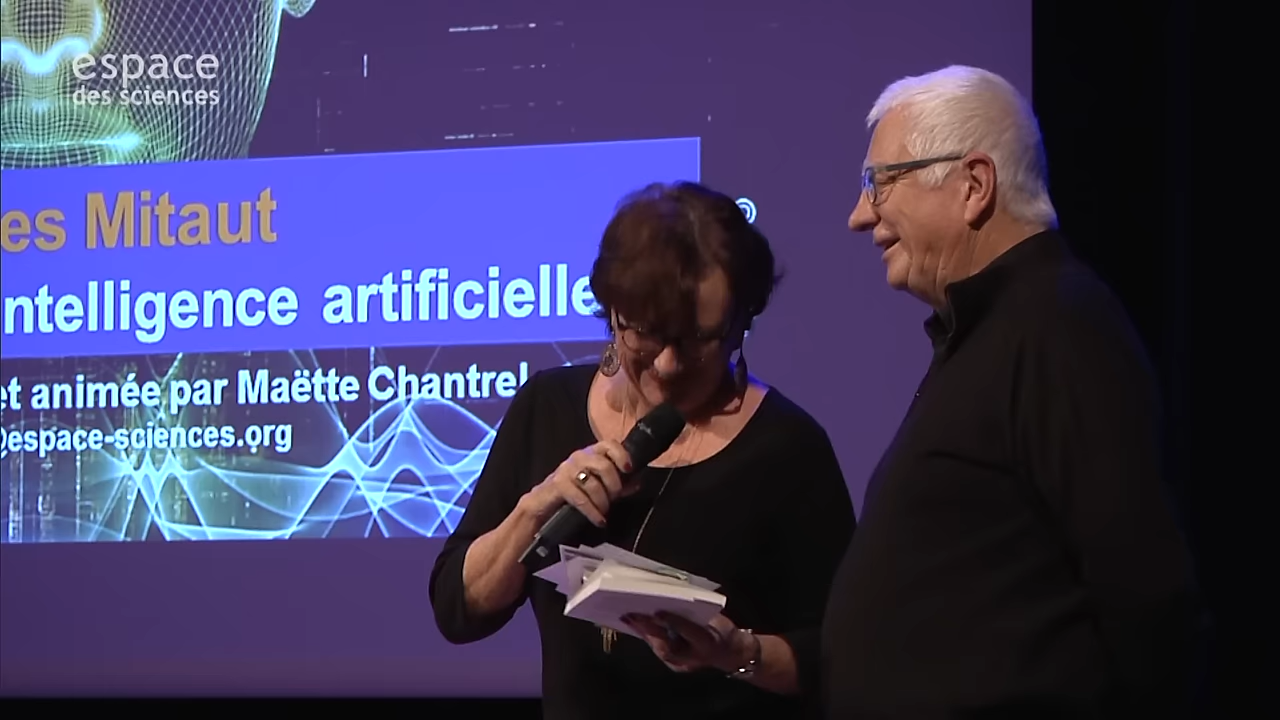 espace
des sciences
es Mitaut
ntelligence artificielle
et animée par Maëtte Chantrel
@espace-sciences.org